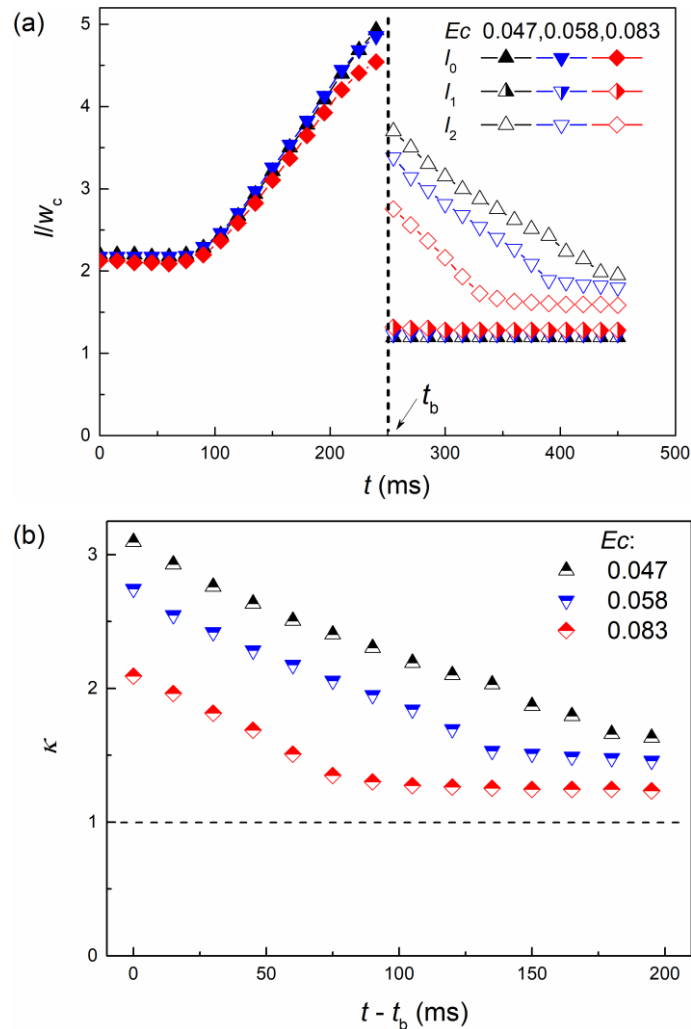 (a)
Ec 0.047,0.058,0.083
l0
l1
l2
5
4
3
2
1
0
l/wc
tb
0 100 200 300 400 500
t (ms)
(b)
Ec:
0.047
0.058
0.083
3
2
1
0
κ
0 50 100 150 200
t - tb (ms)